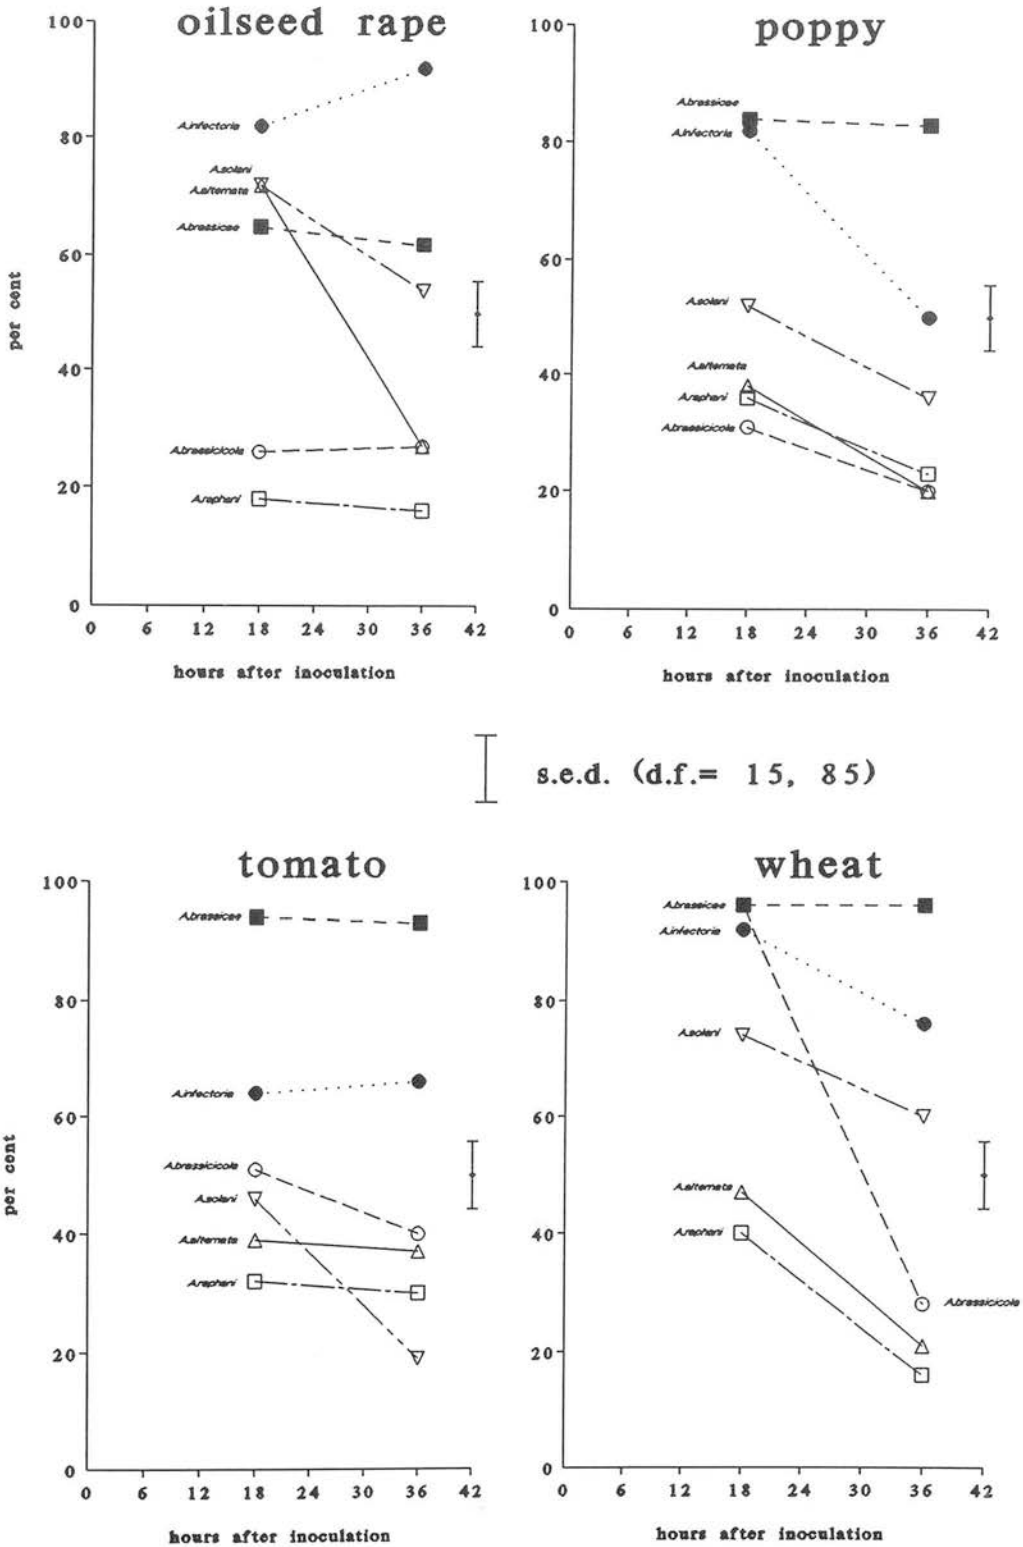 oilseed rape
100
80
60
40
20
0
per cent
A.infectoria
A.solani
A.alternata
A.brassicae
A.brassicicola
A.raphani
0 6 12 18 24 30 36 42
hours after inoculation
poppy
100
80
60
40
20
0
A.brassicae
A.infectoria
A.solani
A.alternata
A.raphani
A.brassicicola
0 6 12 18 24 30 36 42
hours after inoculation
s.e.d. (d.f.= 15, 85)
tomato
100
80
60
40
20
0
per cent
A.brassicae
A.infectoria
A.brassicicola
A.solani
A.alternata
A.raphani
0 6 12 18 24 30 36 42
hours after inoculation
wheat
100
80
60
40
20
0
A.brassicae
A.infectoria
A.solani
A.alternata
A.raphani
A.brassicicola
0 6 12 18 24 30 36 42
hours after inoculation